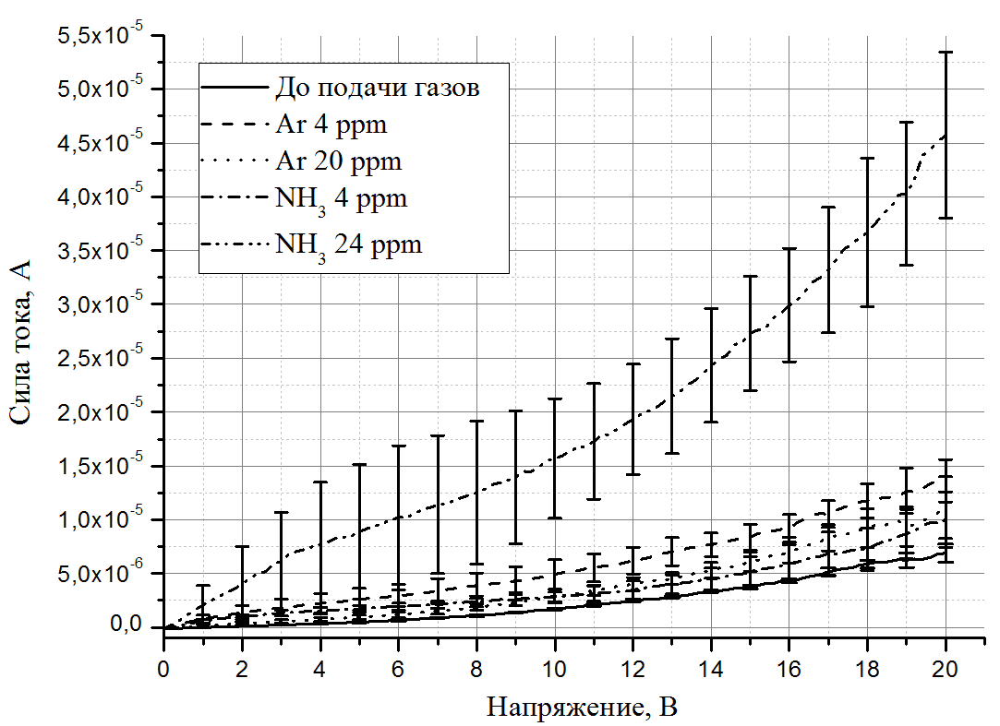 5,5x10⁻⁵
5,0x10⁻⁵
4,5x10⁻⁵
4,0x10⁻⁵
3,5x10⁻⁵
3,0x10⁻⁵
2,5x10⁻⁵
2,0x10⁻⁵
1,5x10⁻⁵
1,0x10⁻⁵
5,0x10⁻⁶
0,0
Сила тока, А
До подачи газов
Ar 4 ppm
Ar 20 ppm
NH₃ 4 ppm
NH₃ 24 ppm
0 2 4 6 8 10 12 14 16 18 20
Напряжение, В